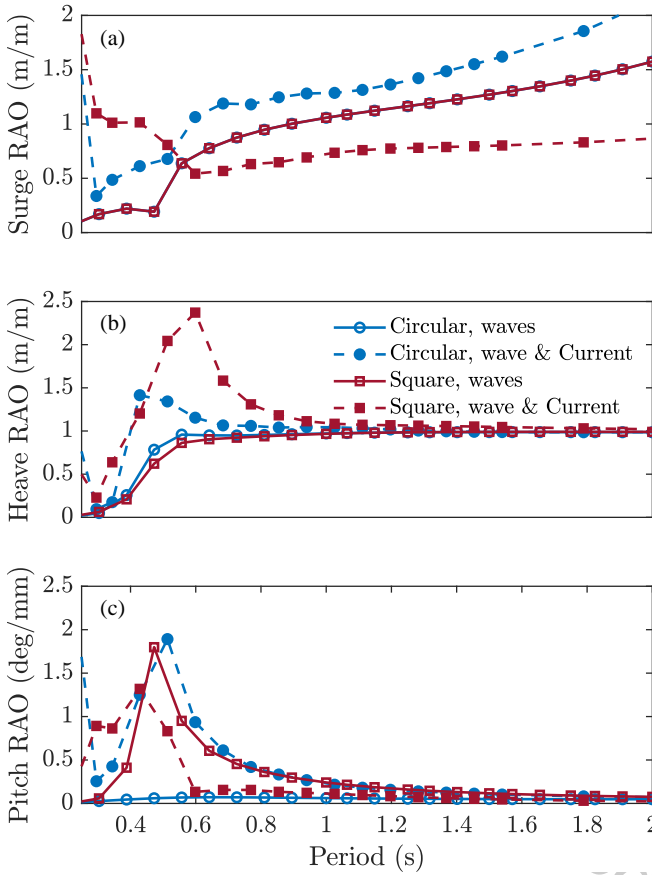 2
(a)
1.5
1
0.5
0
Surge RAO (m/m)
2.5
(b)
2
1.5
1
0.5
0
Heave RAO (m/m)
Circular, waves
Circular, wave & Current
Square, waves
Square, wave & Current
2.5
(c)
2
1.5
1
0.5
0
Pitch RAO (deg/mm)
0.4 0.6 0.8 1 1.2 1.4 1.6 1.8 2
Period (s)